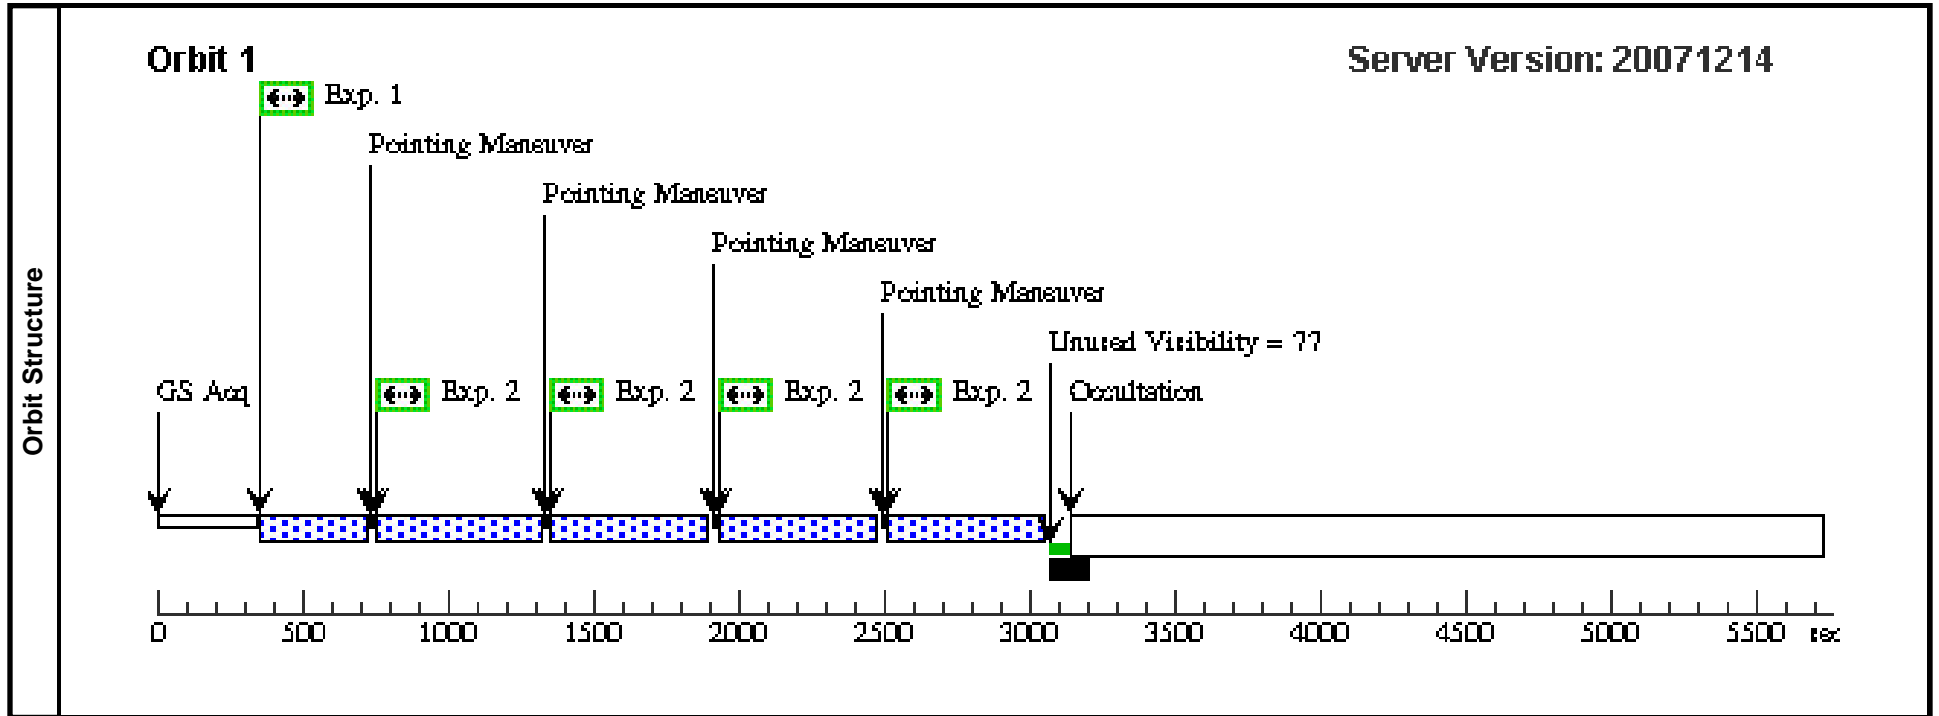 Orbit Structure
Orbit 1
Server Version: 20071214
Exp. 1
Pointing Maneuver
Pointing Maneuver
Pointing Maneuver
Pointing Maneuver
Unused Visibility = 77
GS Acq
Exp. 2
Exp. 2
Exp. 2
Exp. 2
Occultation
0 500 1000 1500 2000 2500 3000 3500 4000 4500 5000 5500 sec